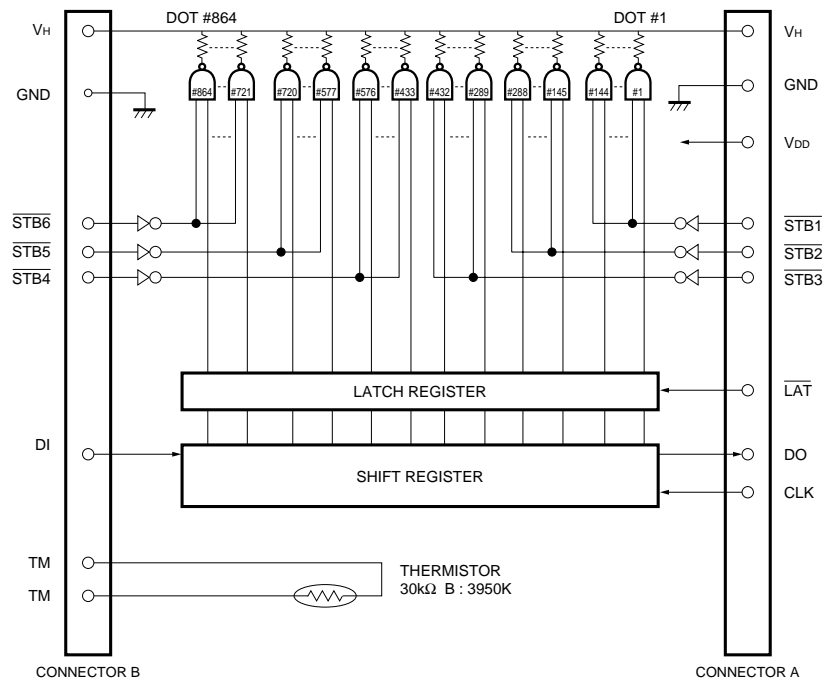 DOT #864 DOT #1
VH VH
#864 #721 #720 #577 #576 #433 #432 #289 #288 #145 #144 #1
GND GND
VDD
STB6 STB1
STB5 STB2
STB4 STB3
LATCH REGISTER LAT
DI DO
SHIFT REGISTER
CLK
TM
THERMISTOR
30kΩ B : 3950K
TM
CONNECTOR B CONNECTOR A